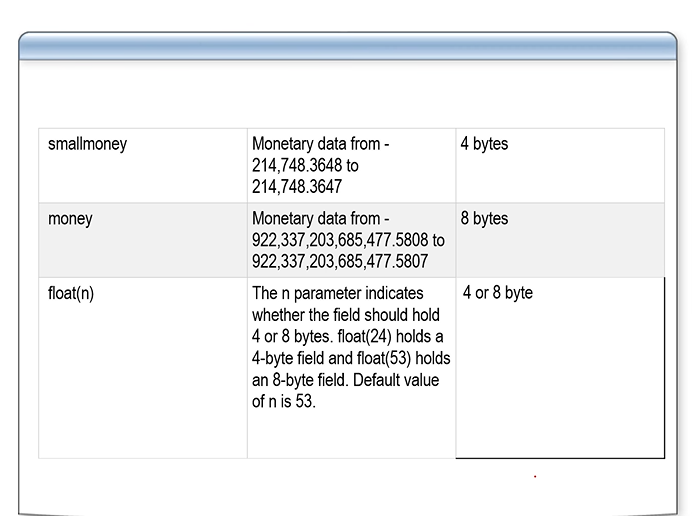 smallmoney
Monetary data from -
214,748.3648 to
214,748.3647
4 bytes
money
Monetary data from -
922,337,203,685,477.5808 to
922,337,203,685,477.5807
8 bytes
float(n)
The n parameter indicates
whether the field should hold
4 or 8 bytes. float(24) holds a
4-byte field and float(53) holds
an 8-byte field. Default value
of n is 53.
4 or 8 byte